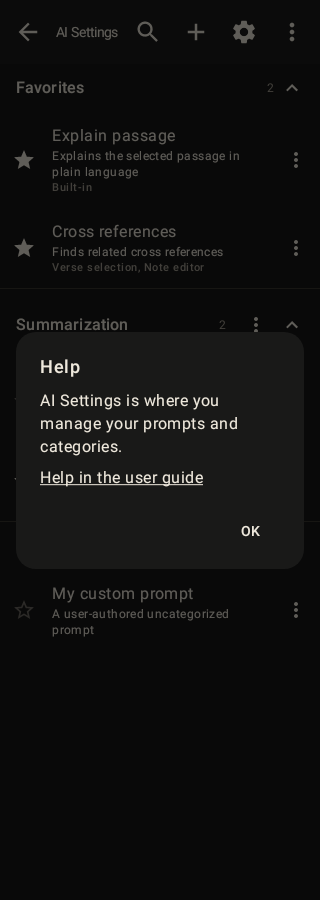 AI Settings
Favorites 2
Explain passage
Explains the selected passage in
plain language
Built-in
Cross references
Finds related cross references
Verse selection, Note editor
Summarization 2
Help
AI Settings is where you
manage your prompts and
categories.
Help in the user guide
OK
My custom prompt
A user-authored uncategorized
prompt